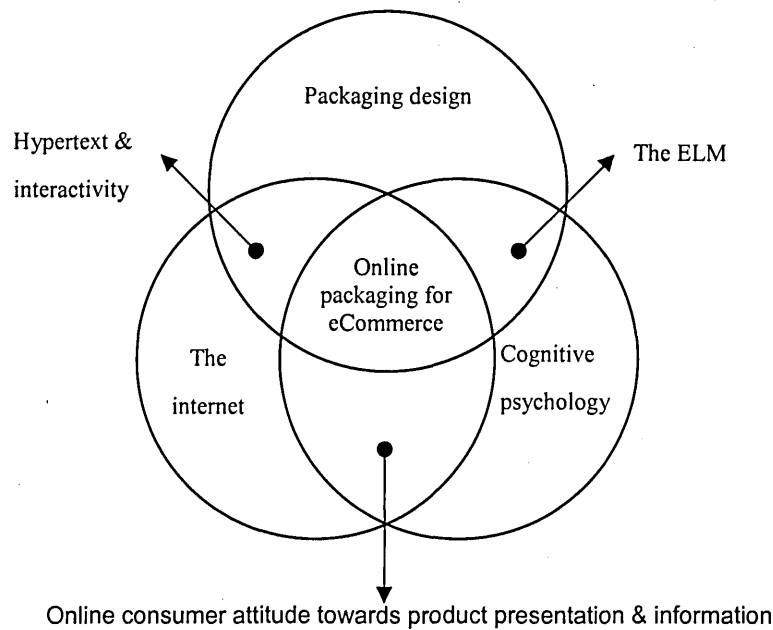 Packaging design
Hypertext &
interactivity
The ELM
Online
packaging for
eCommerce
The
internet
Cognitive
psychology
Online consumer attitude towards product presentation & information